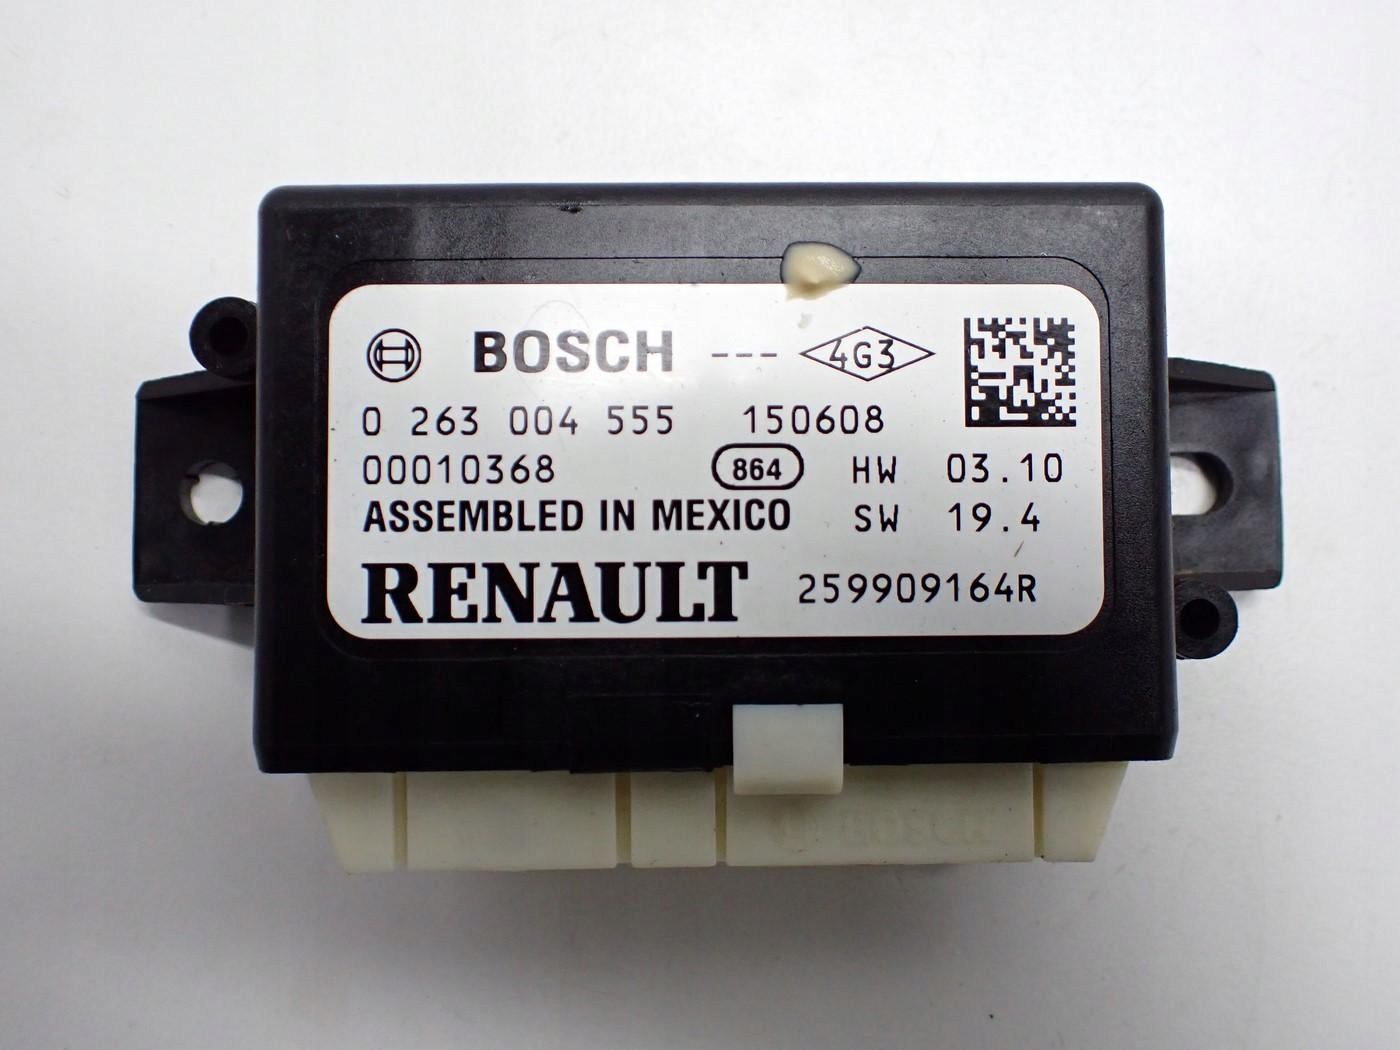 BOSCH --- 4G3
0 263 004 555 150608
00010368 864 HW 03.10
ASSEMBLED IN MEXICO SW 19.4
RENAULT 259909164R
BOSCH